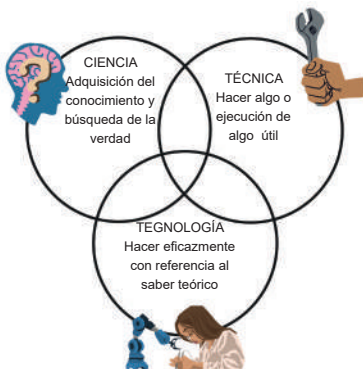 CIENCIA
Adquisición del
conocimiento y
búsqueda de la
verdad
TÉCNICA
Hacer algo o
ejecución de
algo útil
TEGNOLOGÍA
Hacer eficazmente
con referencia al
saber teórico
?